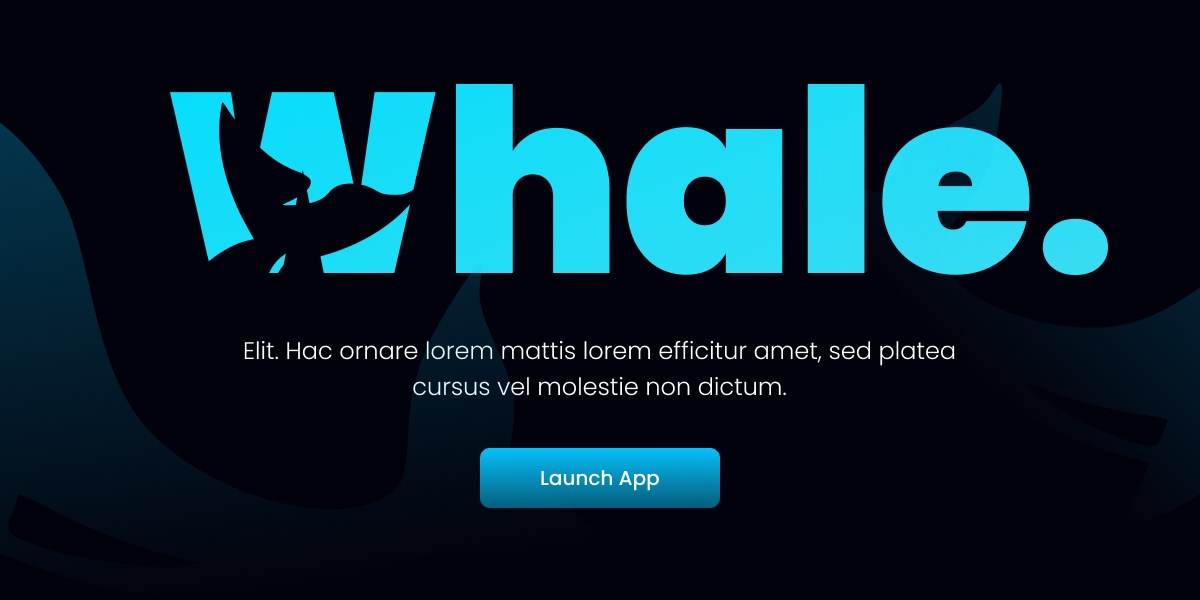 Whale.
Elit. Hac ornare lorem mattis lorem efficitur amet, sed platea
cursus vel molestie non dictum.
Launch App